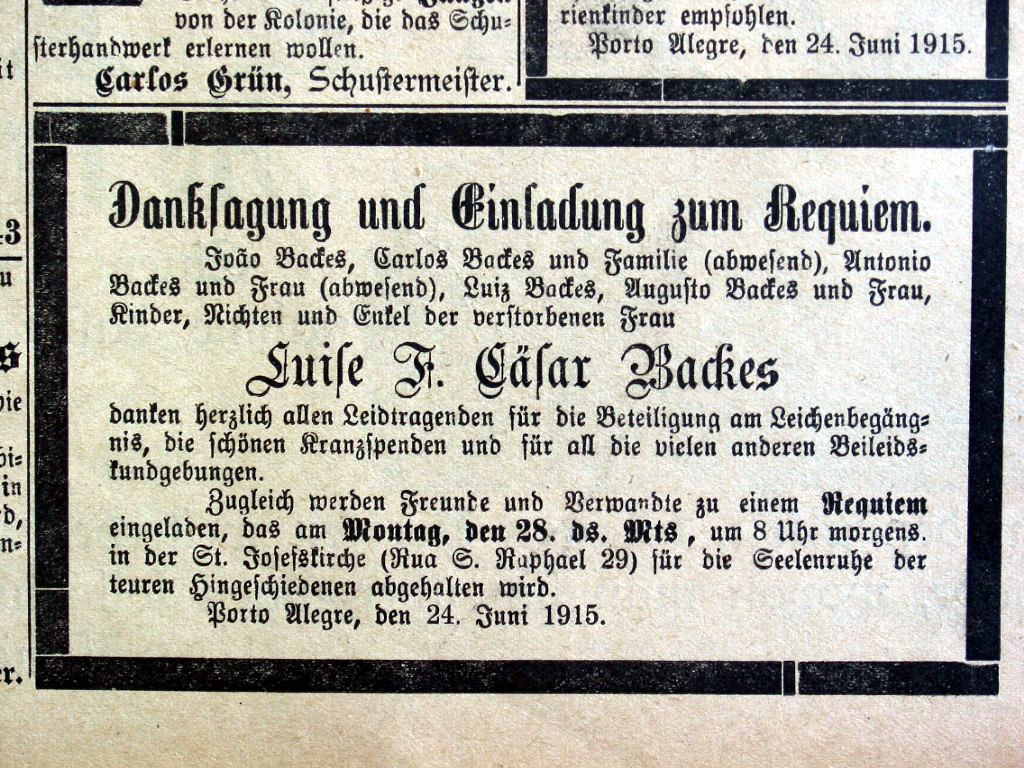 von der Kolonie, die das Schu-
sterhandwerk erlernen wollen.
Carlos Grün, Schustermeister.
rienkinder empfohlen.
Porto Alegre, den 24. Juni 1915.
Danksagung und Einladung zum Requiem.
João Backes, Carlos Backes und Familie (abwesend), Antonio
Backes und Frau (abwesend), Luiz Backes, Augusto Backes und Frau,
Kinder, Nichten und Enkel der verstorbenen Frau
Luise F. Cäsar Backes
danken herzlich allen Leidtragenden für die Beteiligung am Leichenbegäng-
nis, die schönen Kranzspenden und für all die vielen anderen Beileids-
kundgebungen.
Zugleich werden Freunde und Verwandte zu einem Requiem
eingeladen, das am Montag, den 28. ds. Mts, um 8 Uhr morgens.
in der St. Josefskirche (Rua S. Raphael 29) für die Seelenruhe der
teuren Hingeschiedenen abgehalten wird.
Porto Alegre, den 24. Juni 1915.